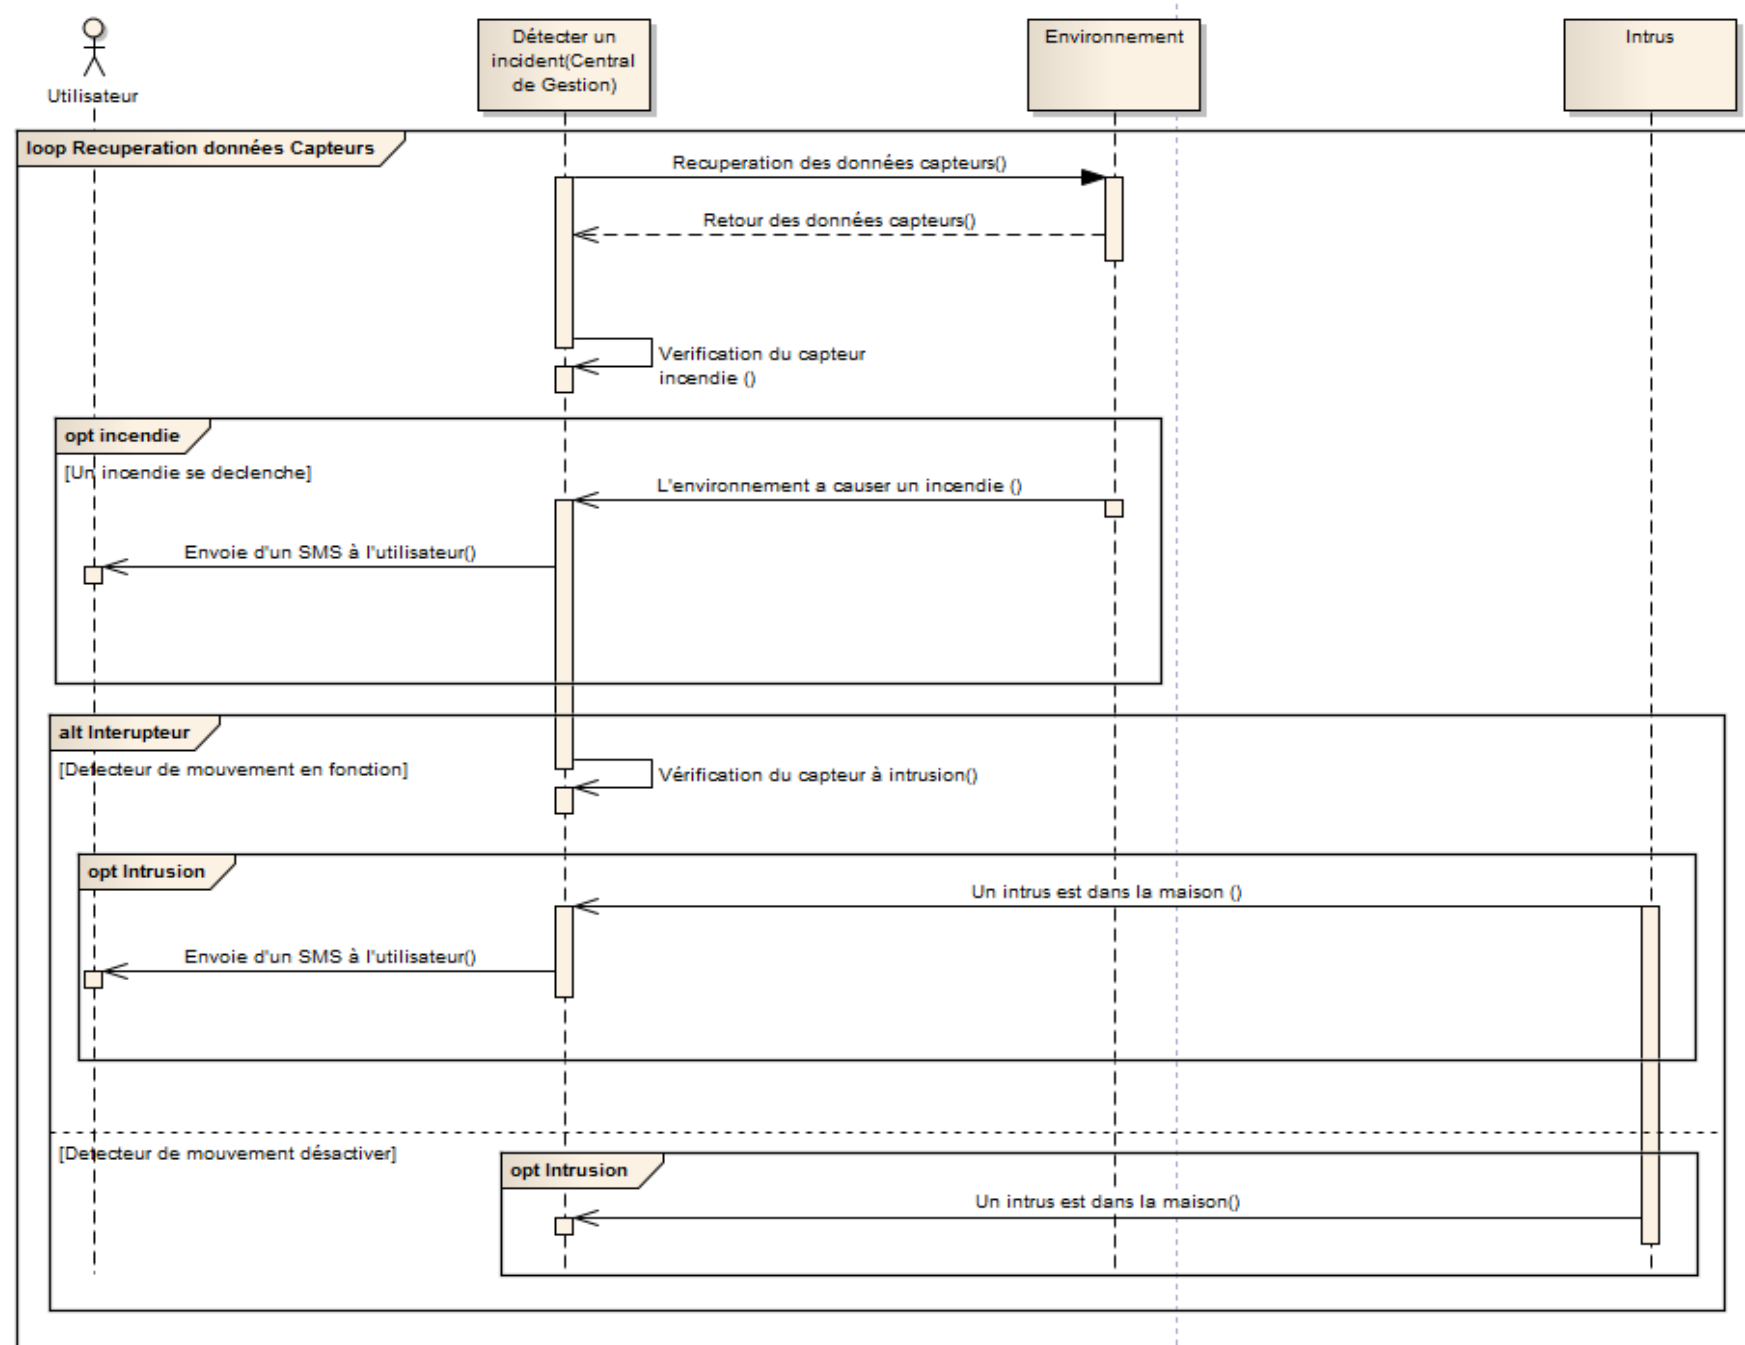 Utilisateur
Détecter un
incident(Central
de Gestion)
Environnement
Intrus
loop Recuperation données Capteurs
Recuperation des données capteurs()
Retour des données capteurs()
Verification du capteur
incendie ()
opt incendie
[Un incendie se declenche]
L'environnement a causer un incendie ()
Envoie d'un SMS à l'utilisateur()
alt Interupteur
[Detecteur de mouvement en fonction]
Vérification du capteur à intrusion()
opt Intrusion
Un intrus est dans la maison ()
Envoie d'un SMS à l'utilisateur()
[Detecteur de mouvement désactiver]
opt Intrusion
Un intrus est dans la maison()